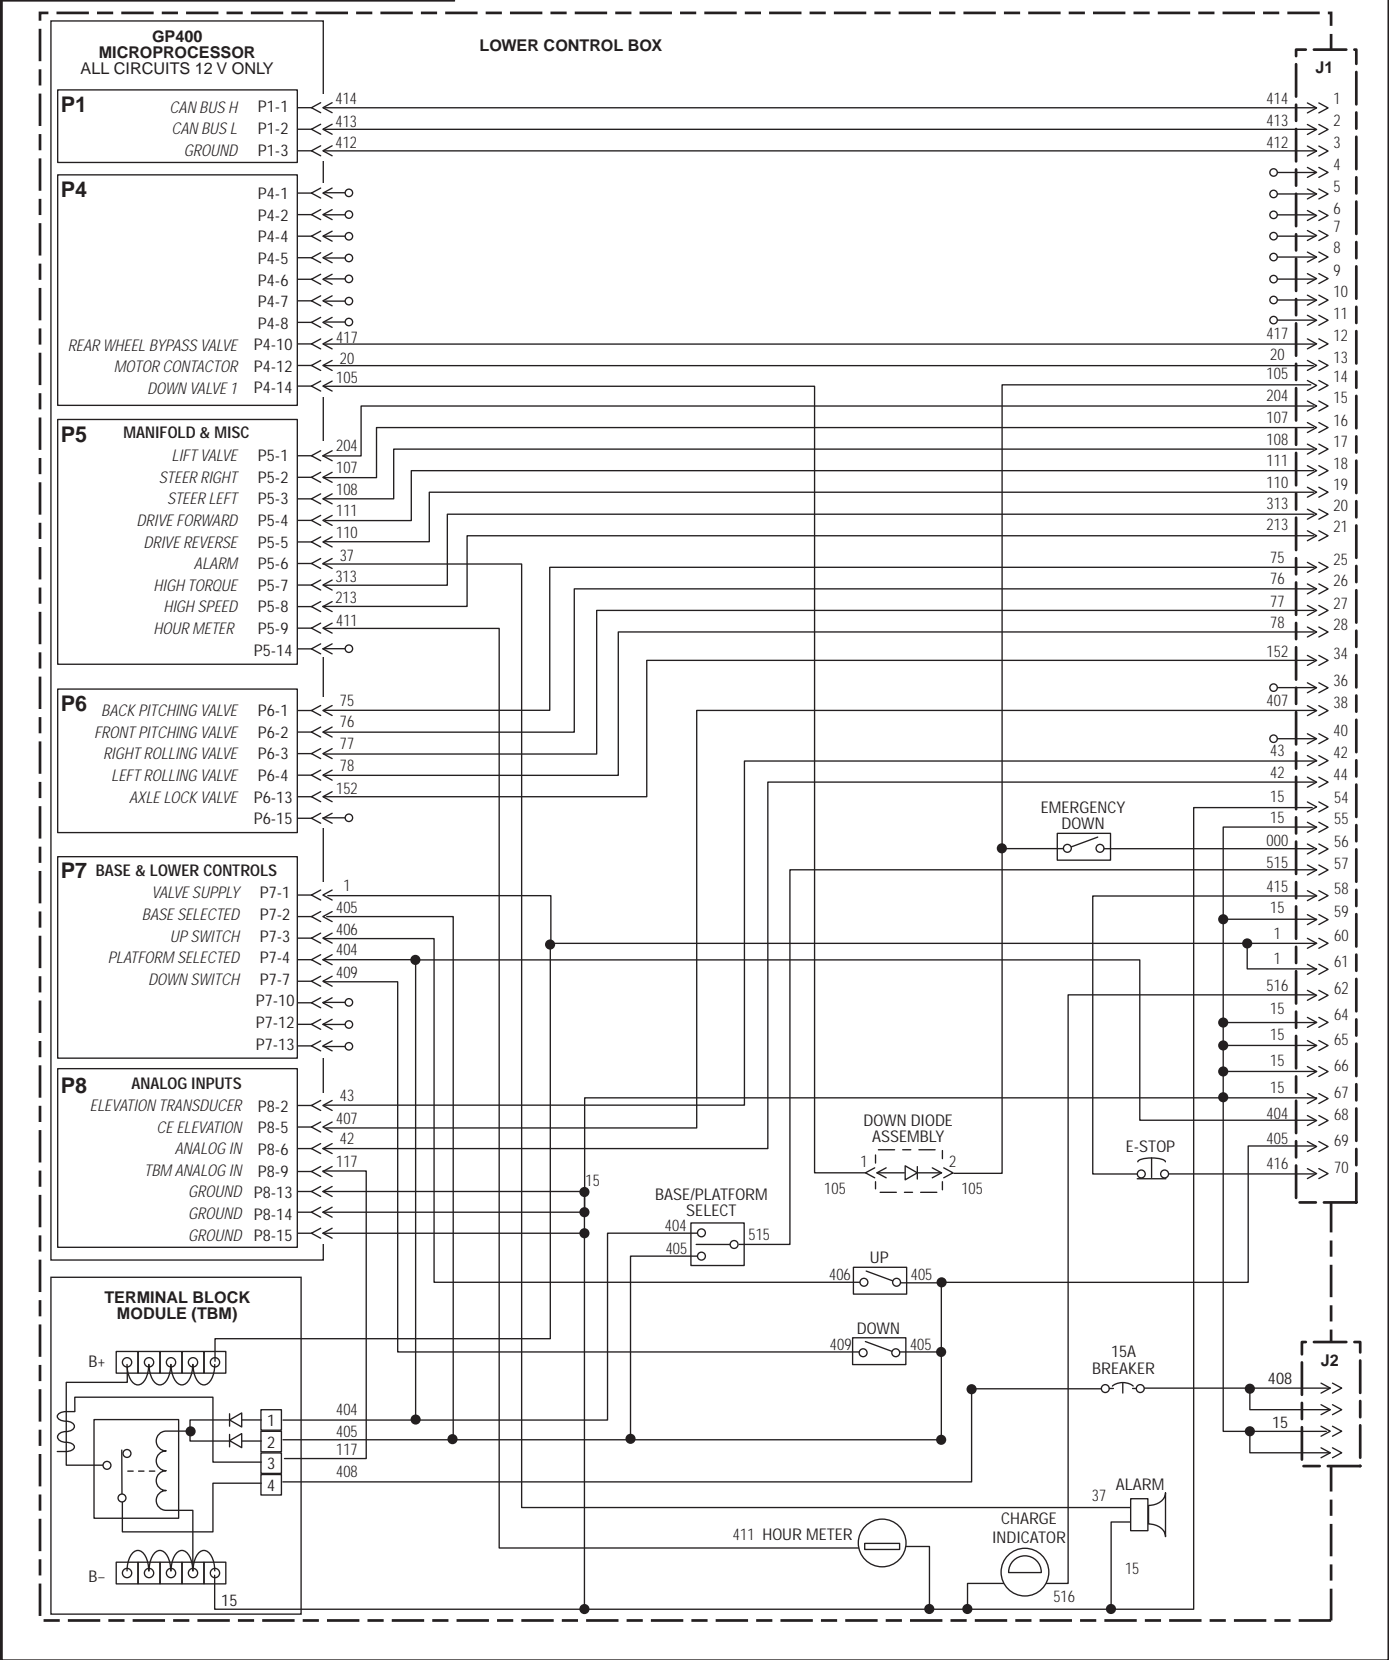 LOWER CONTROL BOX
GP400
MICROPROCESSOR
ALL CIRCUITS 12 V ONLY
P1
CAN BUS H P1-1 414
CAN BUS L P1-2 413
GROUND P1-3 412
P4
P4-1
P4-2
P4-4
P4-5
P4-6
P4-7
P4-8
REAR WHEEL BYPASS VALVE P4-10 417
MOTOR CONTACTOR P4-12 20
DOWN VALVE 1 P4-14 105
P5 MANIFOLD & MISC
LIFT VALVE P5-1 204
STEER RIGHT P5-2 107
STEER LEFT P5-3 108
DRIVE FORWARD P5-4 111
DRIVE REVERSE P5-5 110
ALARM P5-6 37
HIGH TORQUE P5-7 313
HIGH SPEED P5-8 213
HOUR METER P5-9 411
P5-14
P6
BACK PITCHING VALVE P6-1 75
FRONT PITCHING VALVE P6-2 76
RIGHT ROLLING VALVE P6-3 77
LEFT ROLLING VALVE P6-4 78
AXLE LOCK VALVE P6-13 152
P6-15
P7 BASE & LOWER CONTROLS
VALVE SUPPLY P7-1 1
BASE SELECTED P7-2 405
UP SWITCH P7-3 406
PLATFORM SELECTED P7-4 404
DOWN SWITCH P7-7 409
P7-10
P7-12
P7-13
P8 ANALOG INPUTS
ELEVATION TRANSDUCER P8-2 43
CE ELEVATION P8-5 407
ANALOG IN P8-6 42
TBM ANALOG IN P8-9 117
GROUND P8-13
GROUND P8-14
GROUND P8-15
15
J1
414 1
413 2
412 3
4
5
6
7
8
9
10
11
417 12
20 13
105 14
204 15
107 16
108 17
111 18
110 19
313 20
213 21
75 25
76 26
77 27
78 28
152 34
36
407 38
40
43 42
42 44
15 54
15 55
000 56
515 57
415 58
15 59
1 60
1 61
516 62
15 64
15 65
15 66
15 67
404 68
405 69
416 70
EMERGENCY
DOWN
DOWN DIODE
ASSEMBLY
1 2
105 105
E-STOP
BASE/PLATFORM
SELECT
404
405
515
UP
406 405
DOWN
409 405
15A
BREAKER
J2
408
15
TERMINAL BLOCK
MODULE (TBM)
B+
1 404
2 405
3 117
4 408
B–
15
37 ALARM
15
411 HOUR METER
CHARGE
INDICATOR
516